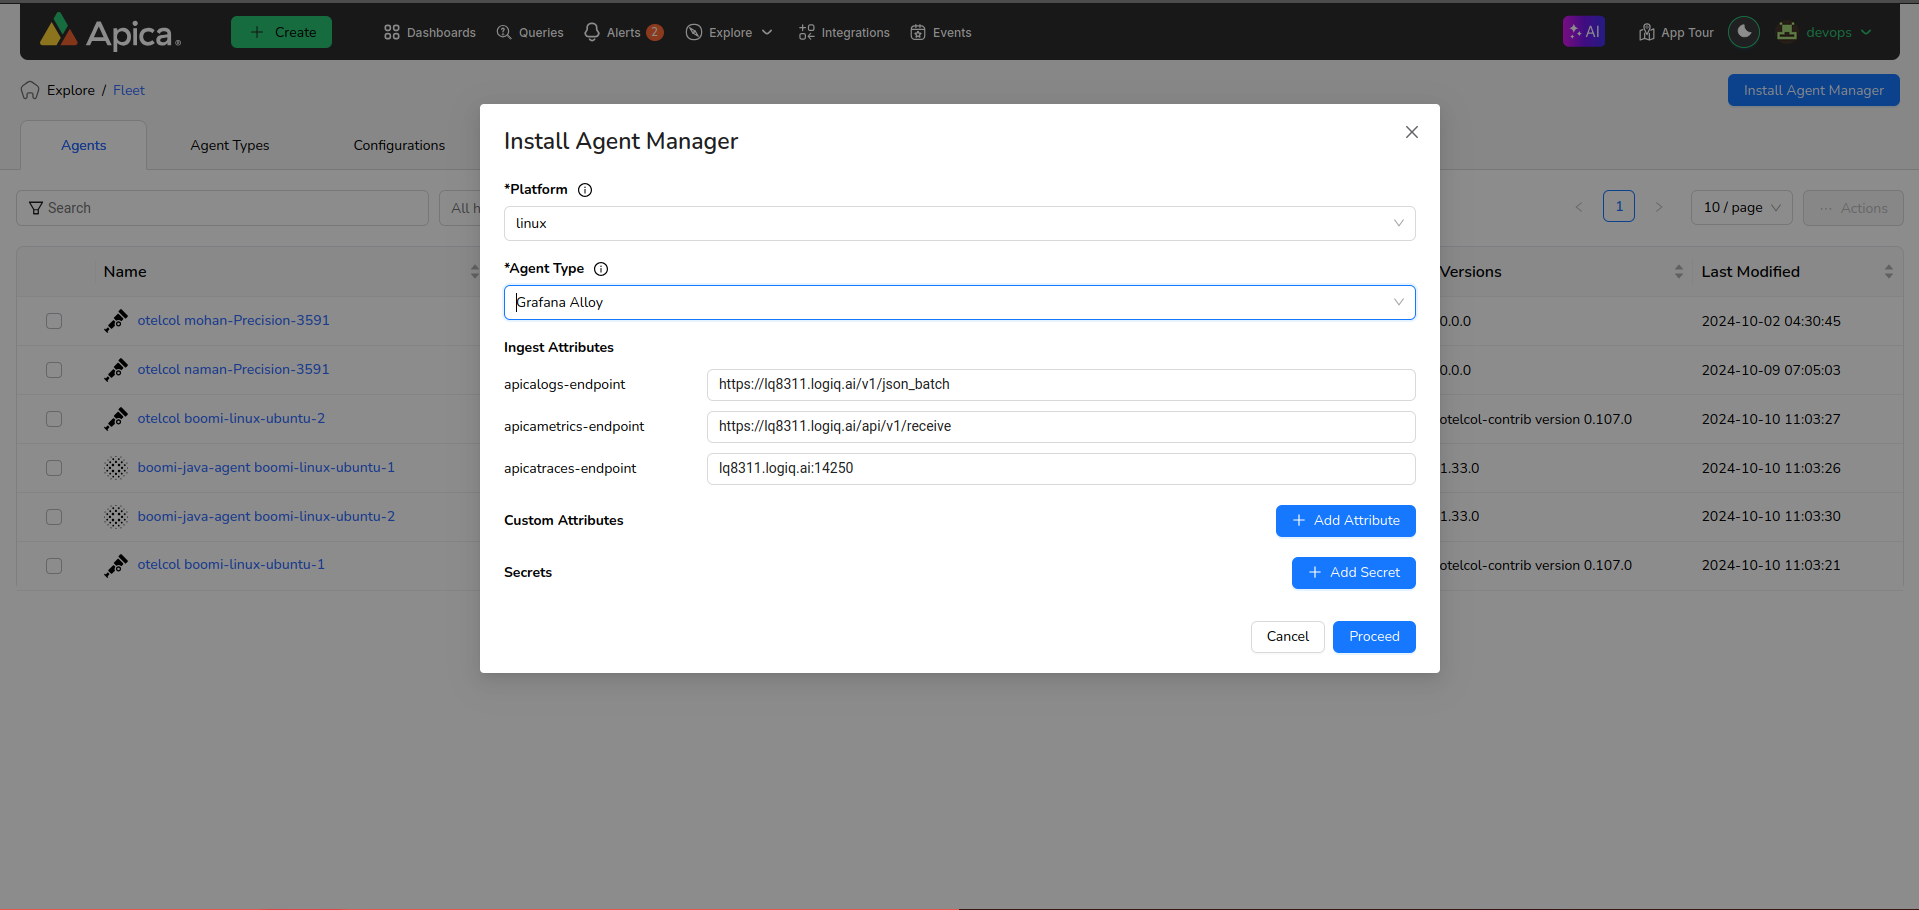 Apica
Create
Dashboards
Queries
Alerts 2
Explore
Integrations
Events
AI
App Tour
devops
Explore / Fleet
Install Agent Manager
Agents
Agent Types
Configurations
Search
All h
1
10 / page
··· Actions
Name
Versions
Last Modified
otelcol mohan-Precision-3591
0.0.0
2024-10-02 04:30:45
otelcol naman-Precision-3591
0.0.0
2024-10-09 07:05:03
otelcol boomi-linux-ubuntu-2
otelcol-contrib version 0.107.0
2024-10-10 11:03:27
boomi-java-agent boomi-linux-ubuntu-1
1.33.0
2024-10-10 11:03:26
boomi-java-agent boomi-linux-ubuntu-2
1.33.0
2024-10-10 11:03:30
otelcol boomi-linux-ubuntu-1
otelcol-contrib version 0.107.0
2024-10-10 11:03:21
Install Agent Manager
*Platform
linux
*Agent Type
Grafana Alloy
Ingest Attributes
apicalogs-endpoint
https://lq8311.logiq.ai/v1/json_batch
apicametrics-endpoint
https://lq8311.logiq.ai/api/v1/receive
apicatraces-endpoint
lq8311.logiq.ai:14250
Custom Attributes
+ Add Attribute
Secrets
+ Add Secret
Cancel
Proceed